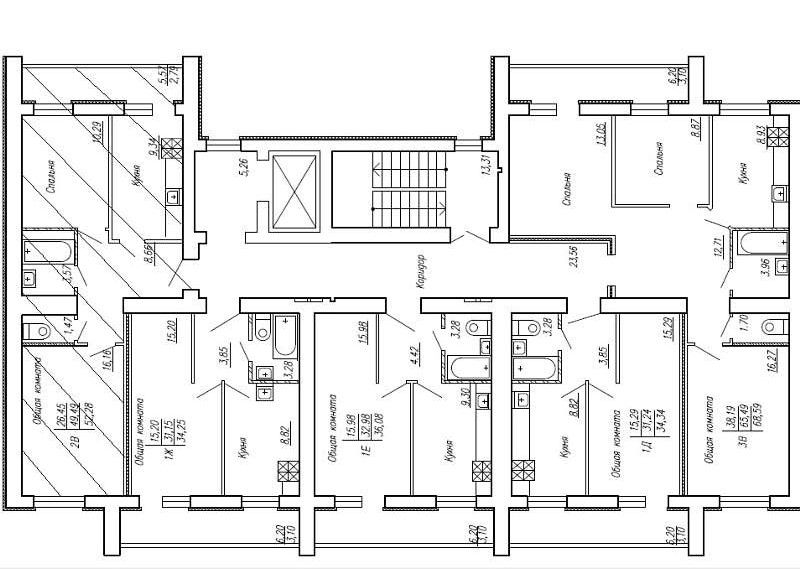 5,57
2,79
6,20
3,10
10,29
9,34
5,26
13,31
13,05
8,87
8,93
Спальня
Кухня
Спальня
Спальня
Кухня
8,66
3,57
Коридор
23,56
12,71
3,96
1,47
15,20
3,85
3,28
15,98
3,28
4,42
3,28
3,85
15,29
1,70
16,16
9,30
16,27
Общая комната
26,45
49,49
52,28
2В
Общая комната
15,20
31,15
34,25
1Ж
Кухня
8,82
Общая комната
15,98
32,98
36,08
1Е
Кухня
Кухня
8,82
Общая комната
15,29
31,24
34,34
1Д
Общая комната
38,19
65,49
68,59
3В
6,20
3,10
6,20
3,10
6,20
3,10